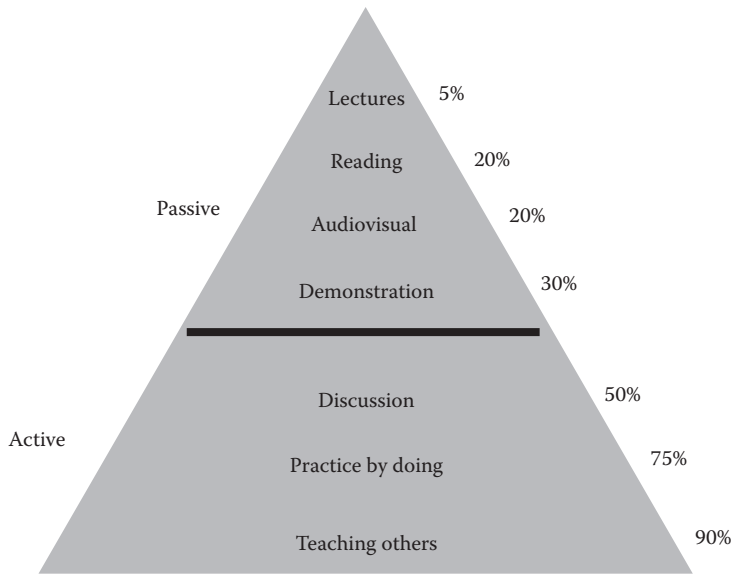 Lectures 5%
Reading 20%
Passive
Audiovisual 20%
Demonstration 30%
Discussion 50%
Active
Practice by doing 75%
Teaching others 90%